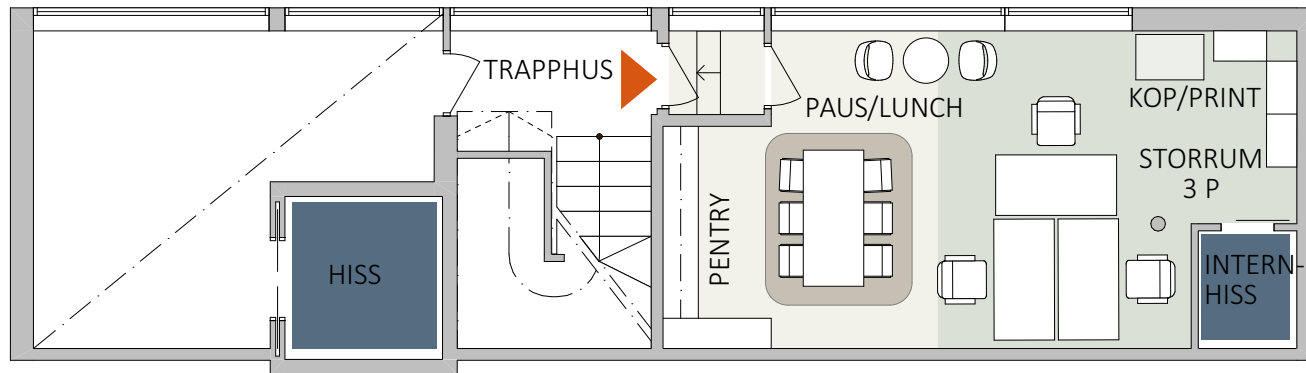 TRAPPHUS
PAUS/LUNCH
KOP/PRINT
STORRUM
3 P
PENTRY
HISS
INTERN-
HISS